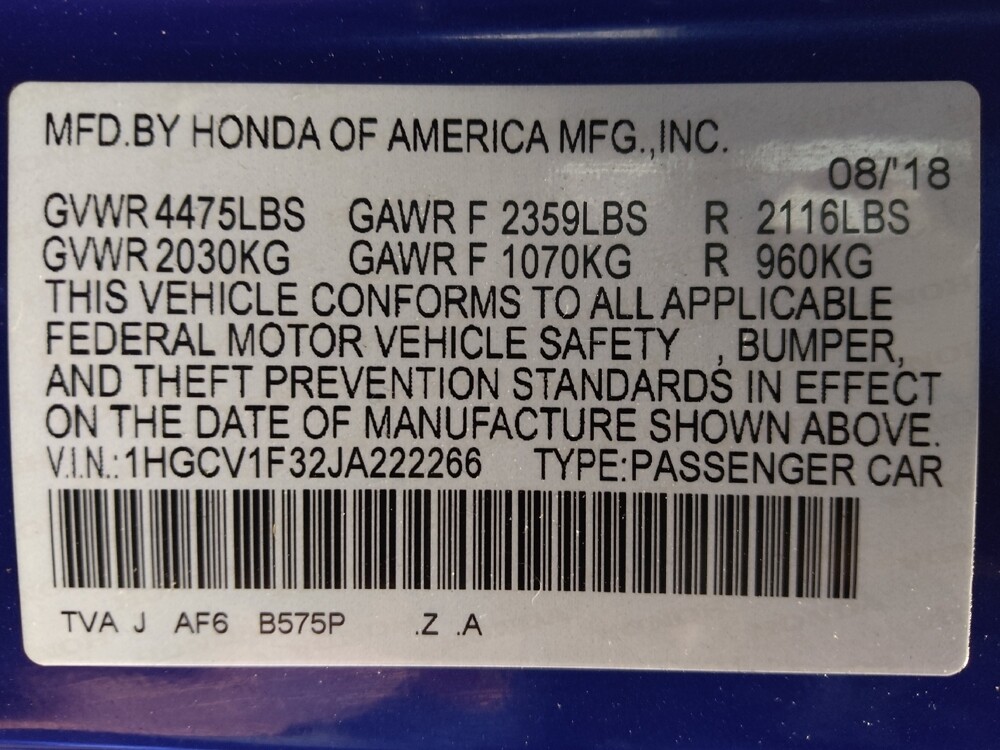 MFD.BY HONDA OF AMERICA MFG.,INC.
08/'18
GVWR 4475LBS GAWR F 2359LBS R 2116LBS
GVWR 2030KG GAWR F 1070KG R 960KG
THIS VEHICLE CONFORMS TO ALL APPLICABLE
FEDERAL MOTOR VEHICLE SAFETY , BUMPER,
AND THEFT PREVENTION STANDARDS IN EFFECT
ON THE DATE OF MANUFACTURE SHOWN ABOVE.
V.I.N.:1HGCV1F32JA222266 TYPE:PASSENGER CAR
TVA J AF6 B575P .Z .A